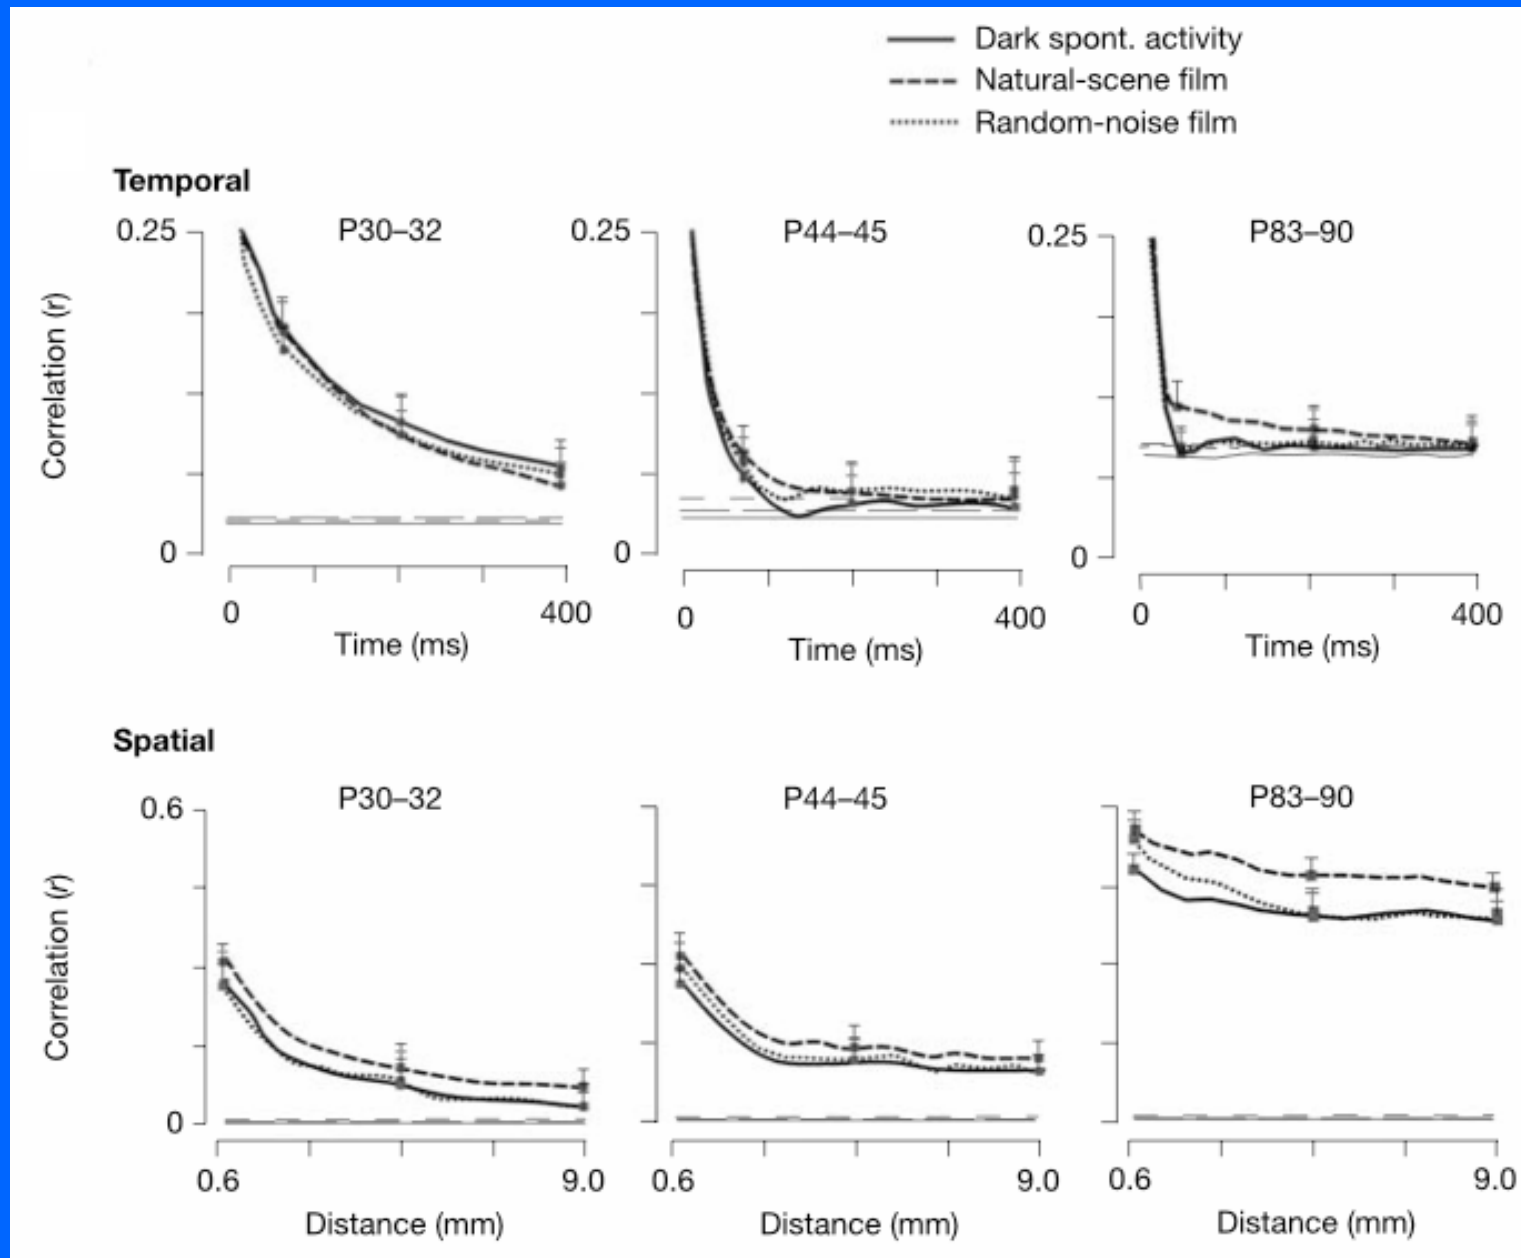 Dark spont. activity
Natural-scene film
Random-noise film
Temporal
P30–32
P44–45
P83–90
0.25
0.25
0.25
Correlation (r)
0
0
0
0
400
0
400
0
400
Time (ms)
Time (ms)
Time (ms)
Spatial
P30–32
P44–45
P83–90
0.6
Correlation (r)
0
0.6
9.0
0.6
9.0
0.6
9.0
Distance (mm)
Distance (mm)
Distance (mm)